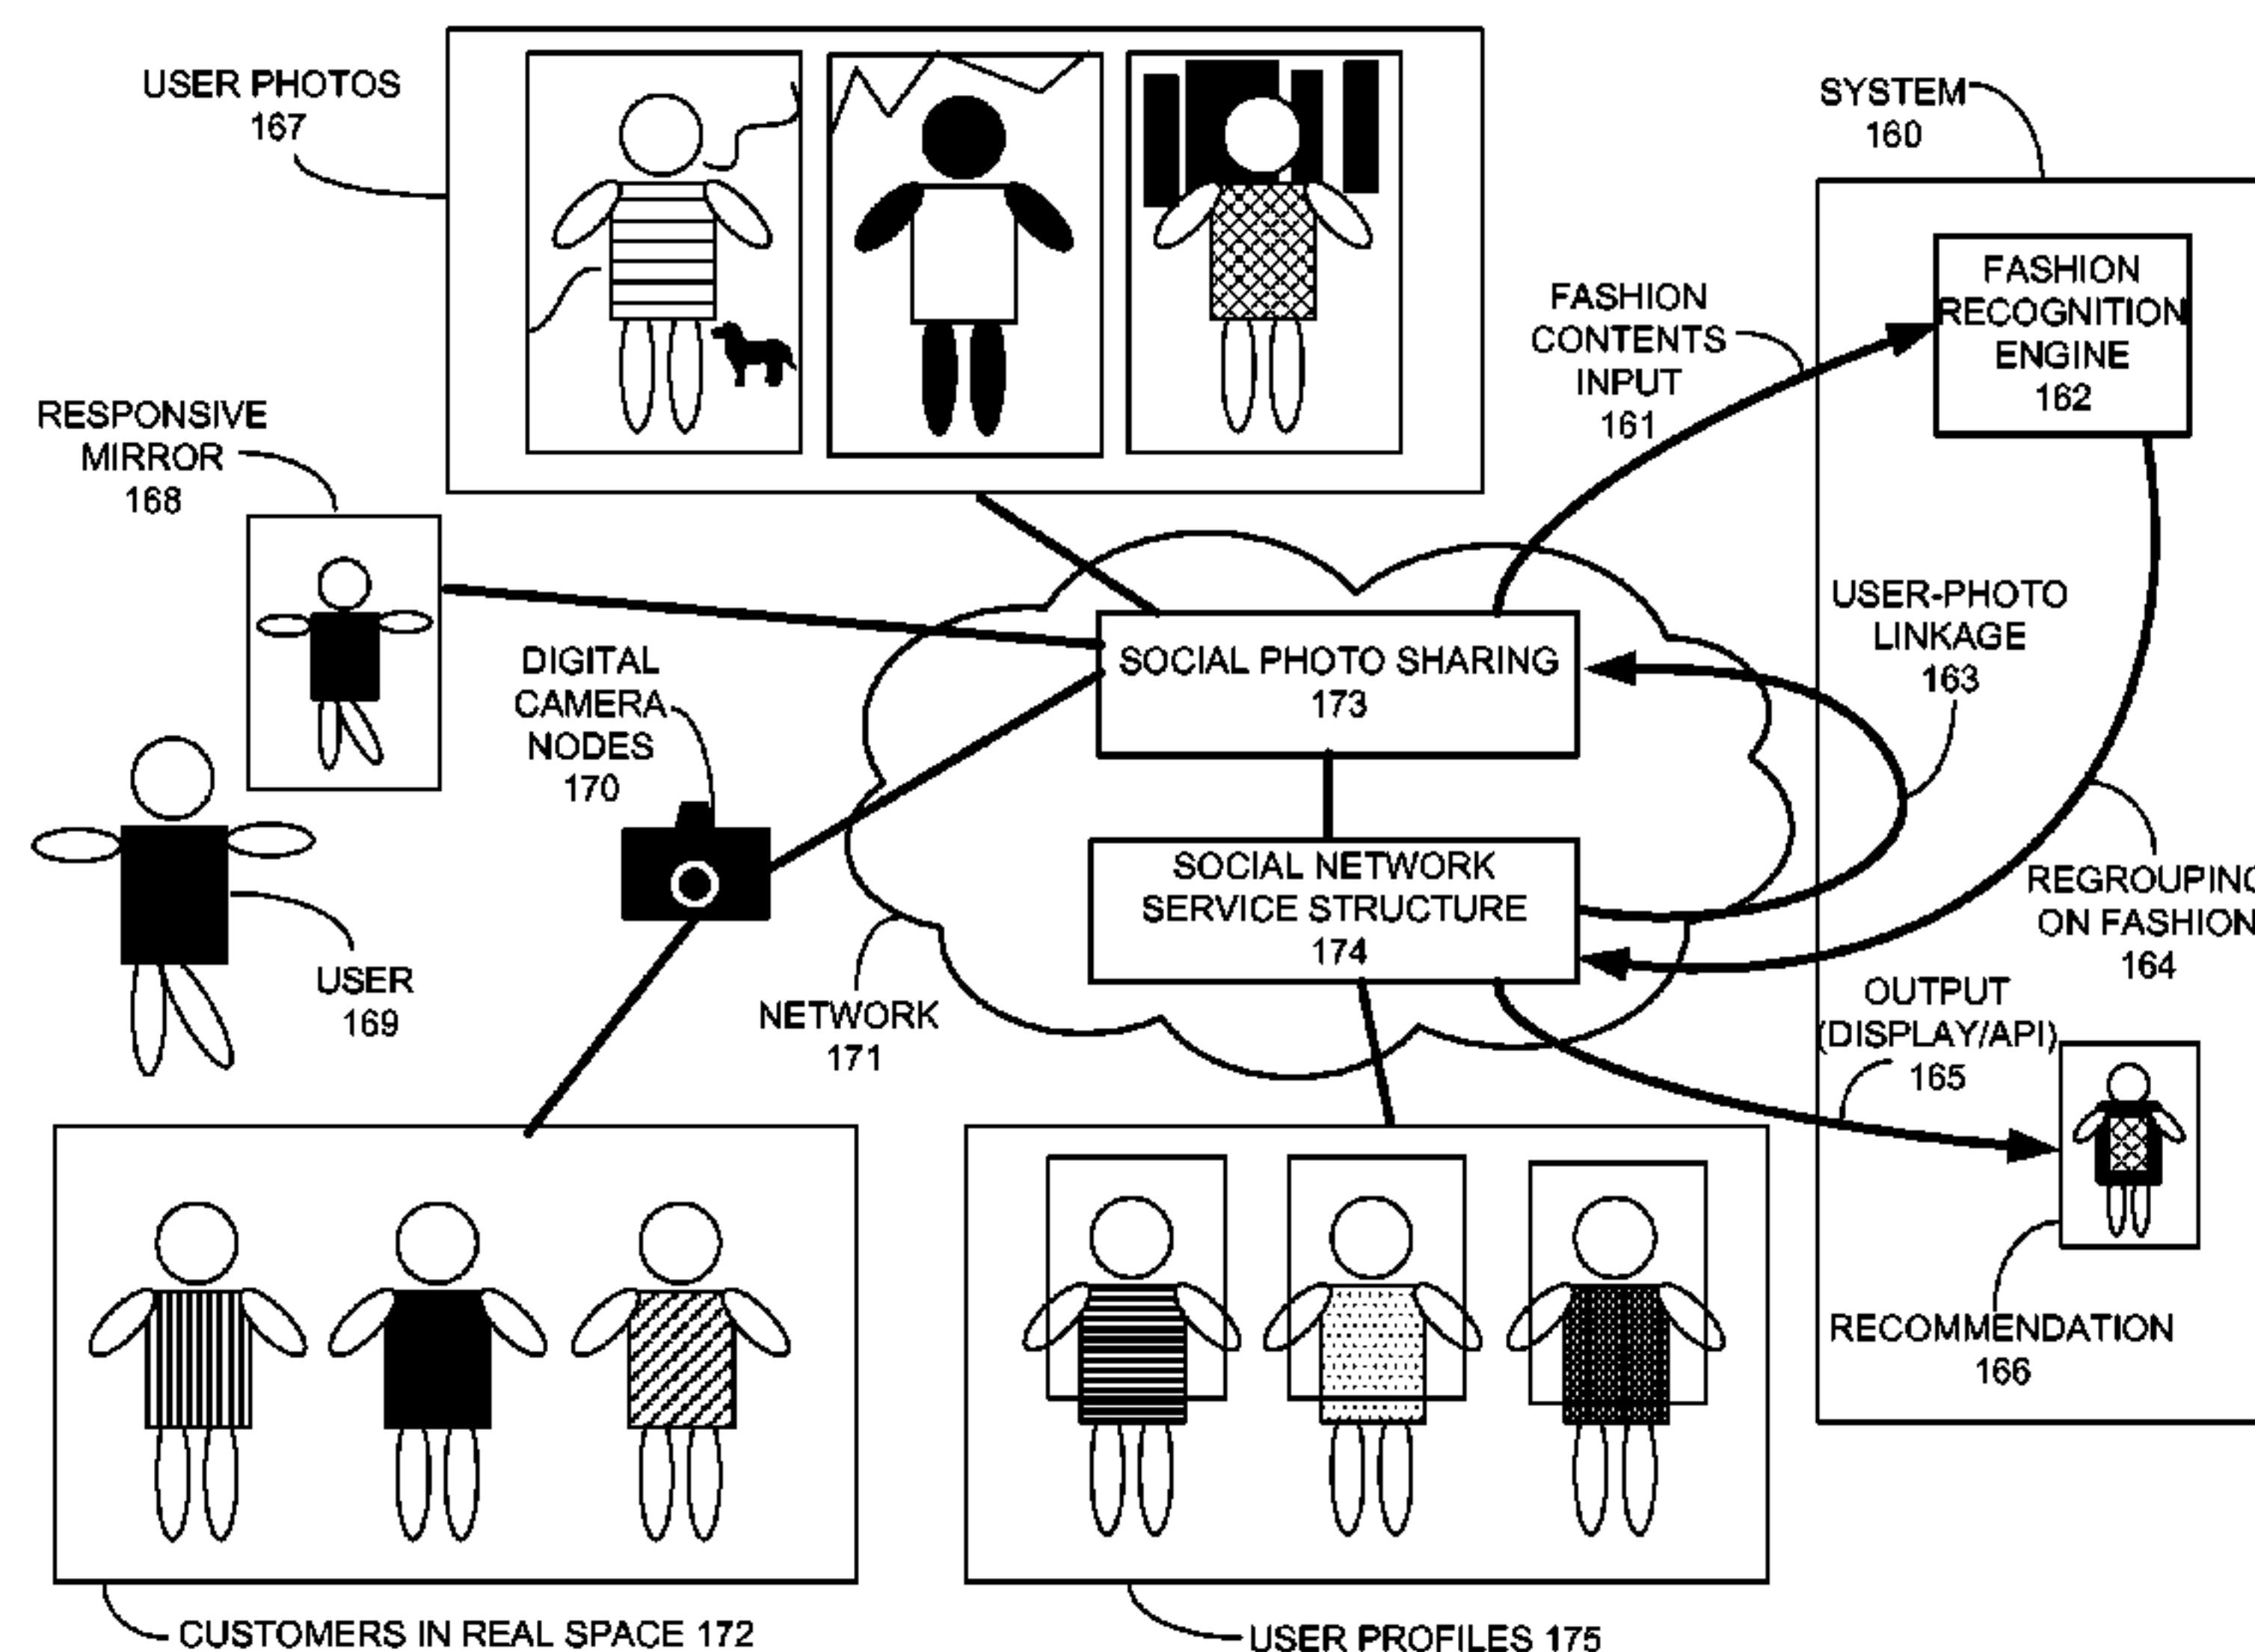 USER PHOTOS
167
SYSTEM
160
FASHION
RECOGNITION
ENGINE
162
FASHION
CONTENTS
INPUT
161
RESPONSIVE
MIRROR
168
USER-PHOTO
LINKAGE
163
DIGITAL
CAMERA
NODES
170
SOCIAL PHOTO SHARING
173
SOCIAL NETWORK
SERVICE STRUCTURE
174
REGROUPING
ON FASHION
164
USER
169
NETWORK
171
OUTPUT
(DISPLAY/API)
165
RECOMMENDATION
166
CUSTOMERS IN REAL SPACE 172
USER PROFILES 175